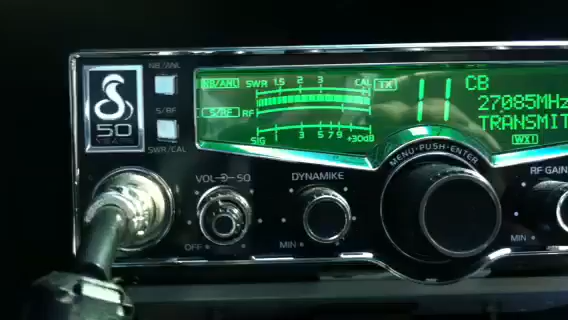 NB/ANL
S/RF
SWR/CAL
50
YEARS
NB/ANL SWR 1.5 2 3 CAL TX
S/RF RF
SIG 1 3 5 7 9 +30dB
11
CB
27085MHz
TRANSMIT
WX!
MENU·PUSH·ENTER
VOL SQ
OFF
DYNAMIKE
MIN
RF GAIN
MIN